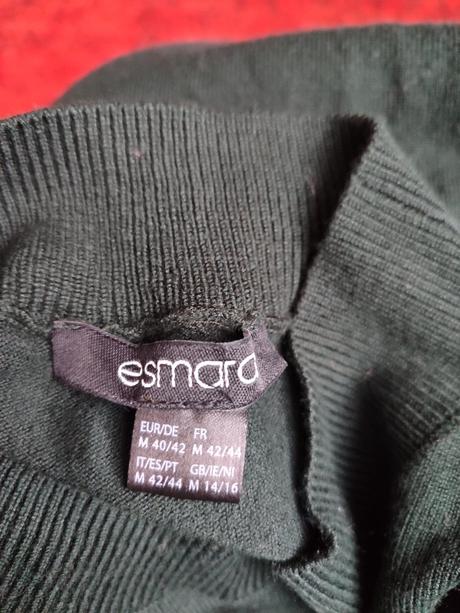 esmara
EUR/DE FR
M 40/42 M 42/44
IT/ES/PT GB/IE/NI
M 42/44 M 14/16